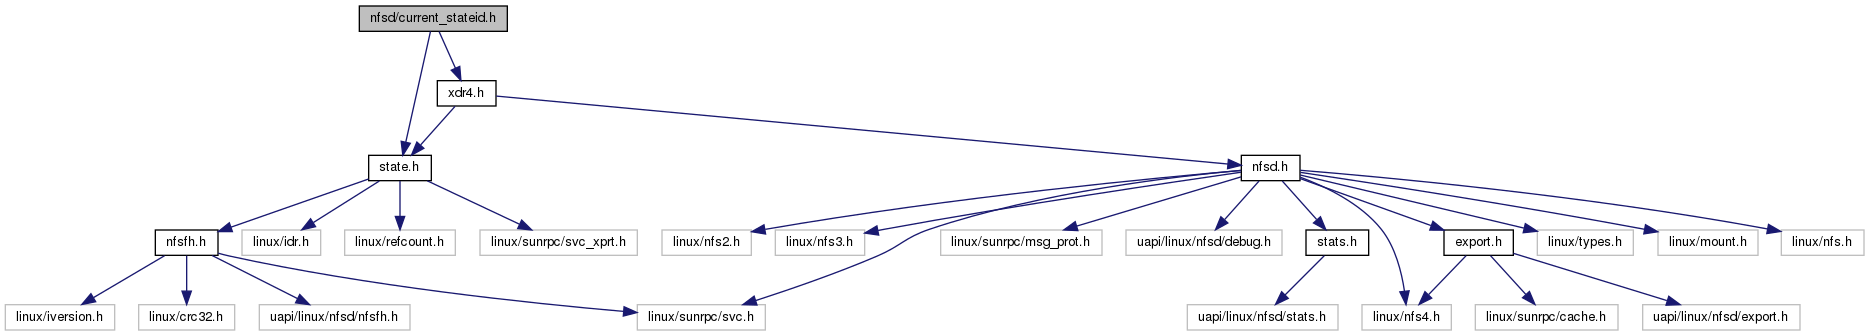 nfsd/current_stateid.h
xdr4.h
state.h
nfsd.h
nfsfh.h
linux/idr.h
linux/refcount.h
linux/sunrpc/svc_xprt.h
linux/nfs2.h
linux/nfs3.h
linux/sunrpc/msg_prot.h
uapi/linux/nfsd/debug.h
stats.h
export.h
linux/types.h
linux/mount.h
linux/nfs.h
linux/iversion.h
linux/crc32.h
uapi/linux/nfsd/nfsfh.h
linux/sunrpc/svc.h
uapi/linux/nfsd/stats.h
linux/nfs4.h
linux/sunrpc/cache.h
uapi/linux/nfsd/export.h